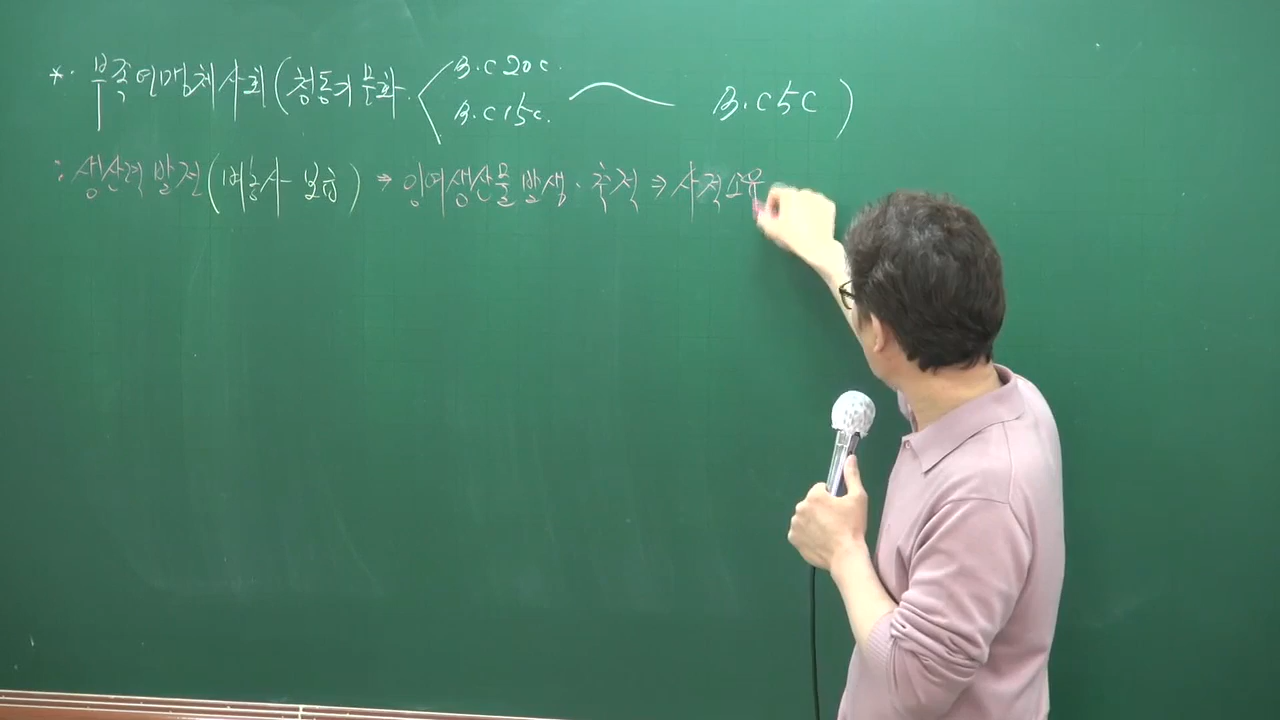 *. 부족연맹체사회(청동기 문화 < B.C 20C. B.C 15C. ~ B.C 5C)
: 생산력 발전(벼농사 보급) → 잉여생산물 발생·축적 ⇒ 사적소유